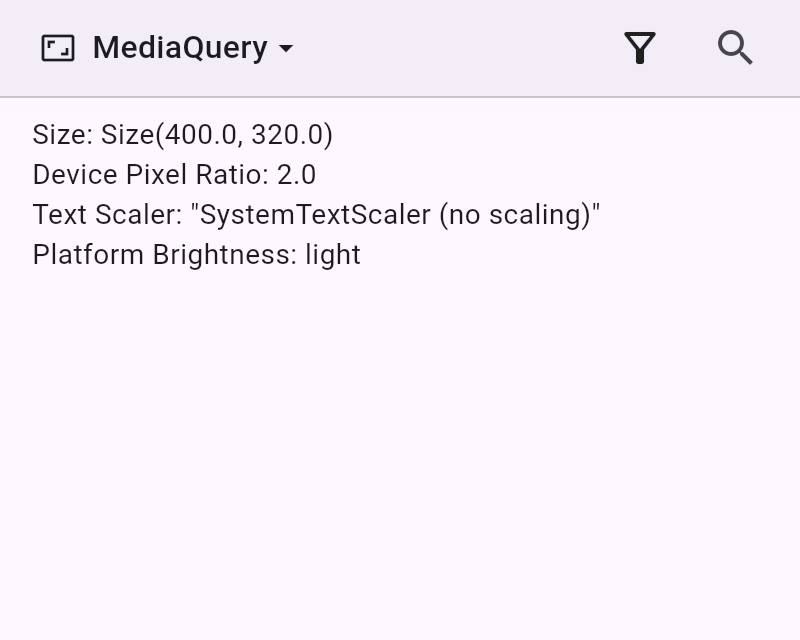 MediaQuery
Size: Size(400.0, 320.0)
Device Pixel Ratio: 2.0
Text Scaler: "SystemTextScaler (no scaling)"
Platform Brightness: light